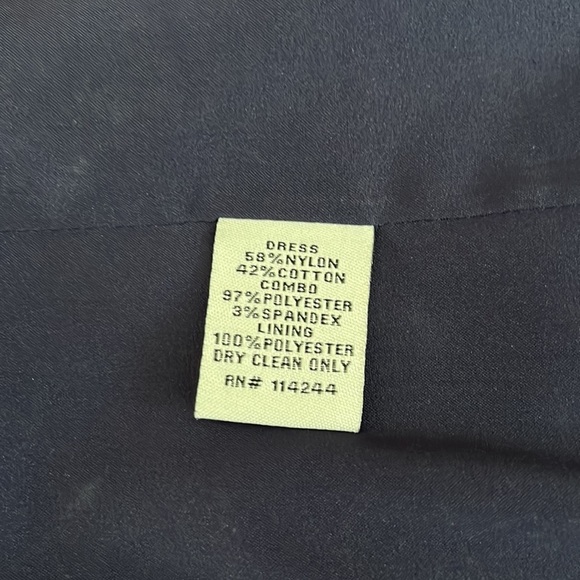 DRESS
58%NYLON
42%COTTON
COMBO
97%POLYESTER
3%SPANDEX
LINING
100%POLYESTER
DRY CLEAN ONLY
RN# 114244